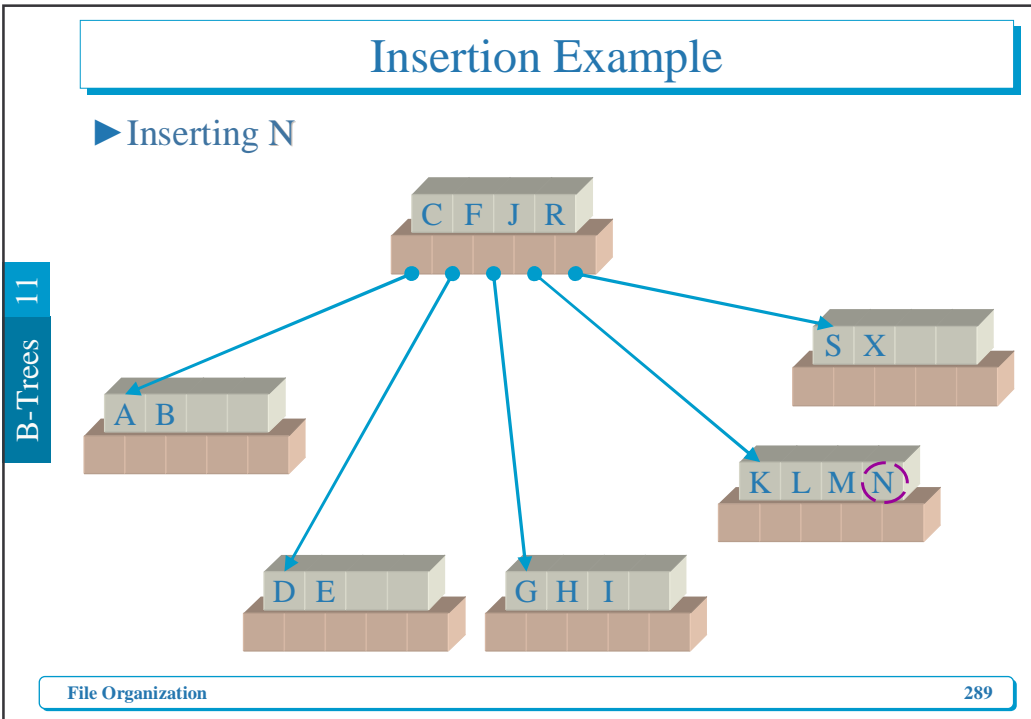 Insertion Example
►Inserting N
C F J R
S X
A B
K L M N
D E
G H I
B-Trees 11
File Organization 289